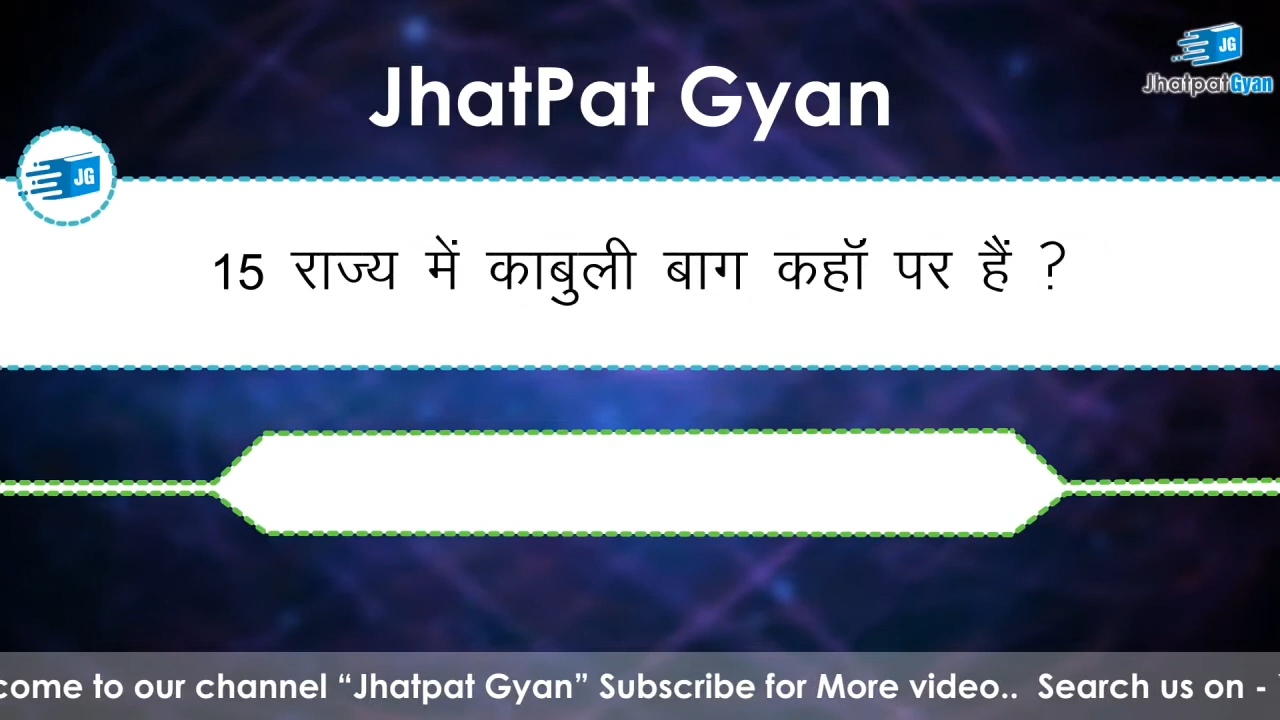 JhatPat Gyan
JG
JhatpatGyan
JG
15 राज्य में काबुली बाग कहॉ पर हैं ?
come to our channel “Jhatpat Gyan” Subscribe for More video.. Search us on -